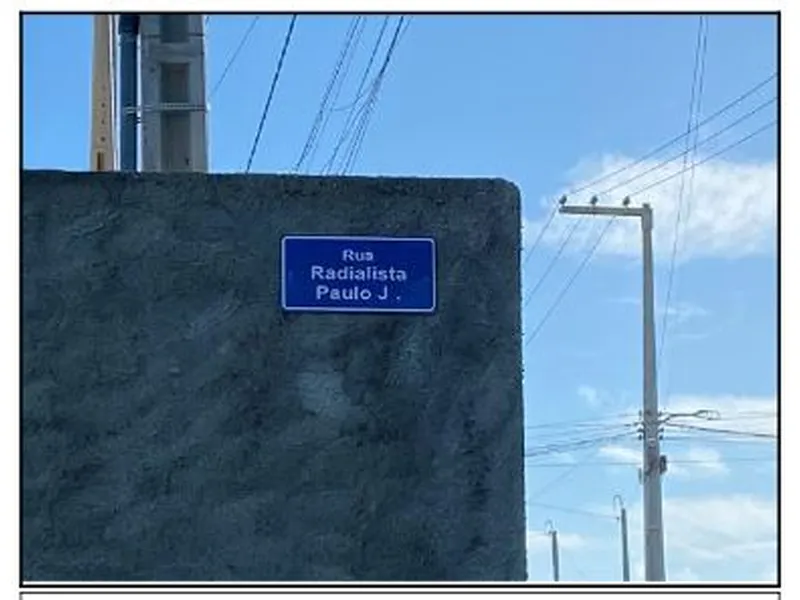 Rua
Radialista
Paulo J .